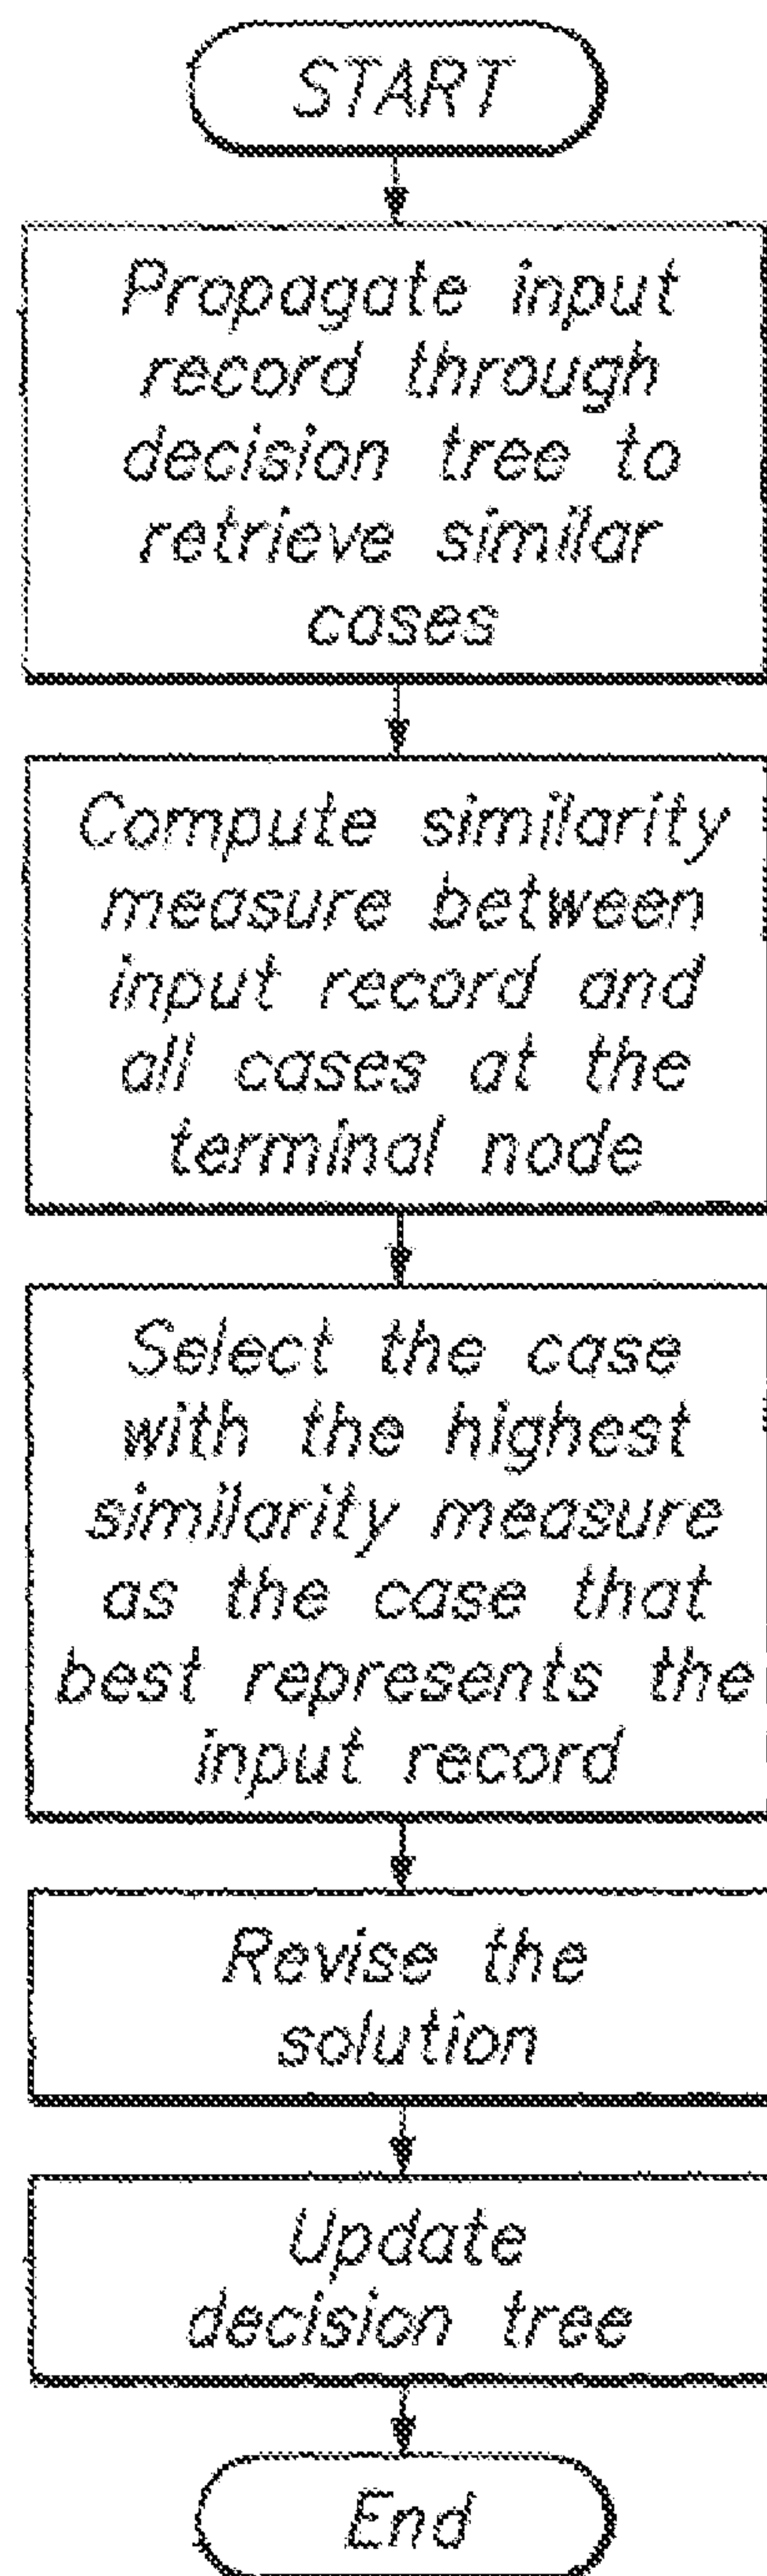 START
Propagate input
record through
decision tree to
retrieve similar
cases
Compute similarity
measure between
input record and
all cases at the
terminal node
Select the case
with the highest
similarity measure
as the case that
best represents the
input record
Revise the
solution
Update
decision tree
End